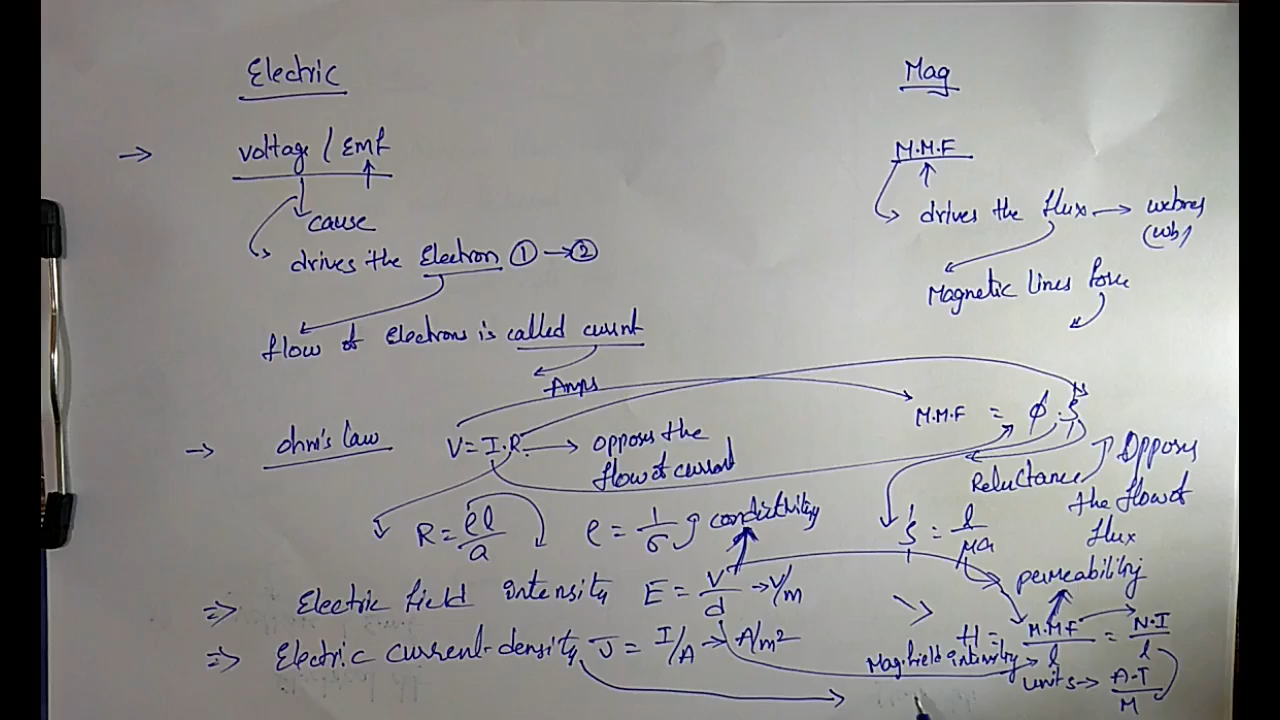 Electric
Mag
→ voltage / Emf
M.M.F
cause
drives the flux → webres
(wb)
drives the Electron ① → ②
Magnetic lines force
flow of electrons is called current
Amps
M.M.F = ϕ.S
→ ohm's law V = I.R → opposes the
flow of current
Reluctance Opposes
the flow of
flux
R = ρl/a ρ = 1/σ conductivity
S = l/μa
permeability
⇒ Electric field intensity E = V/d → V/m
H = M.M.F/l = N.I/l
⇒ Electric current density J = I/A → A/m²
Mag. field intensity
units → A-T/M